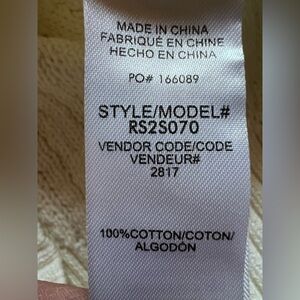 MADE IN CHINA
FABRIQUÉ EN CHINE
HECHO EN CHINA
PO# 166089
STYLE/MODEL#
RS2S070
VENDOR CODE/CODE
VENDEUR#
2817
100%COTTON/COTON/
ALGODÓN